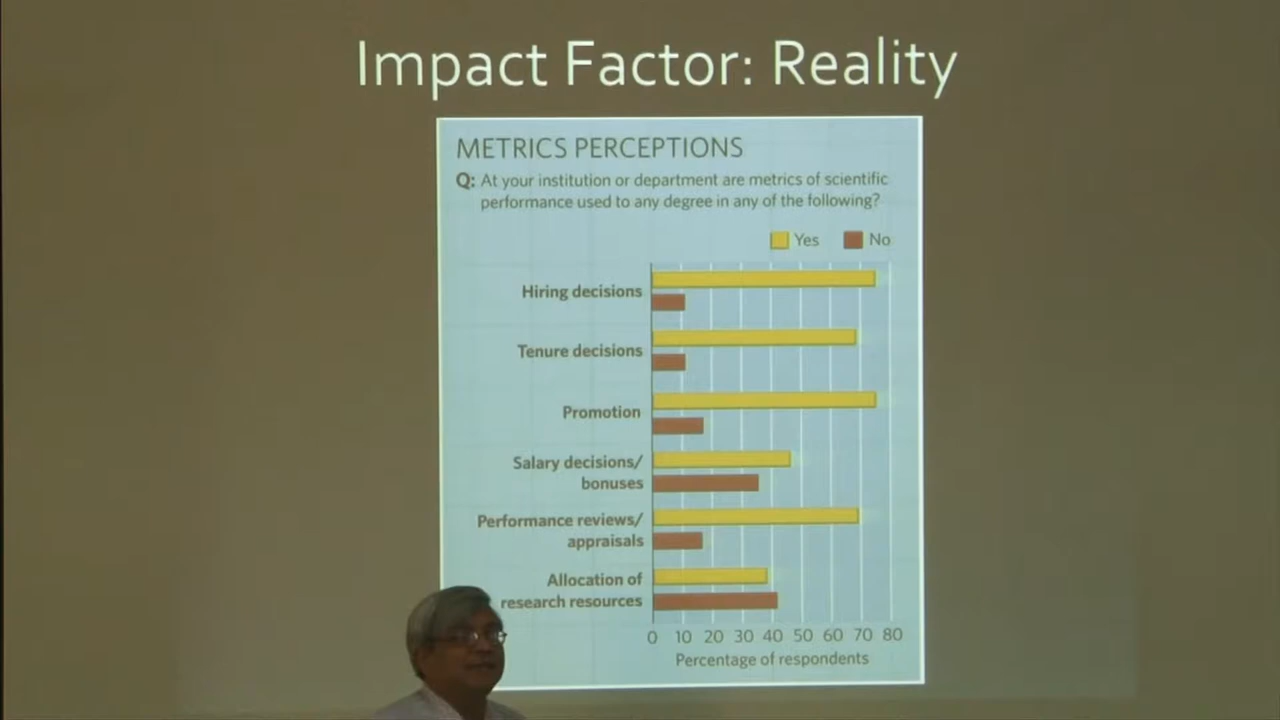 Impact Factor: Reality
METRICS PERCEPTIONS
Q: At your institution or department are metrics of scientific
performance used to any degree in any of the following?
Yes No
Hiring decisions
Tenure decisions
Promotion
Salary decisions/
bonuses
Performance reviews/
appraisals
Allocation of
research resources
0 10 20 30 40 50 60 70 80
Percentage of respondents